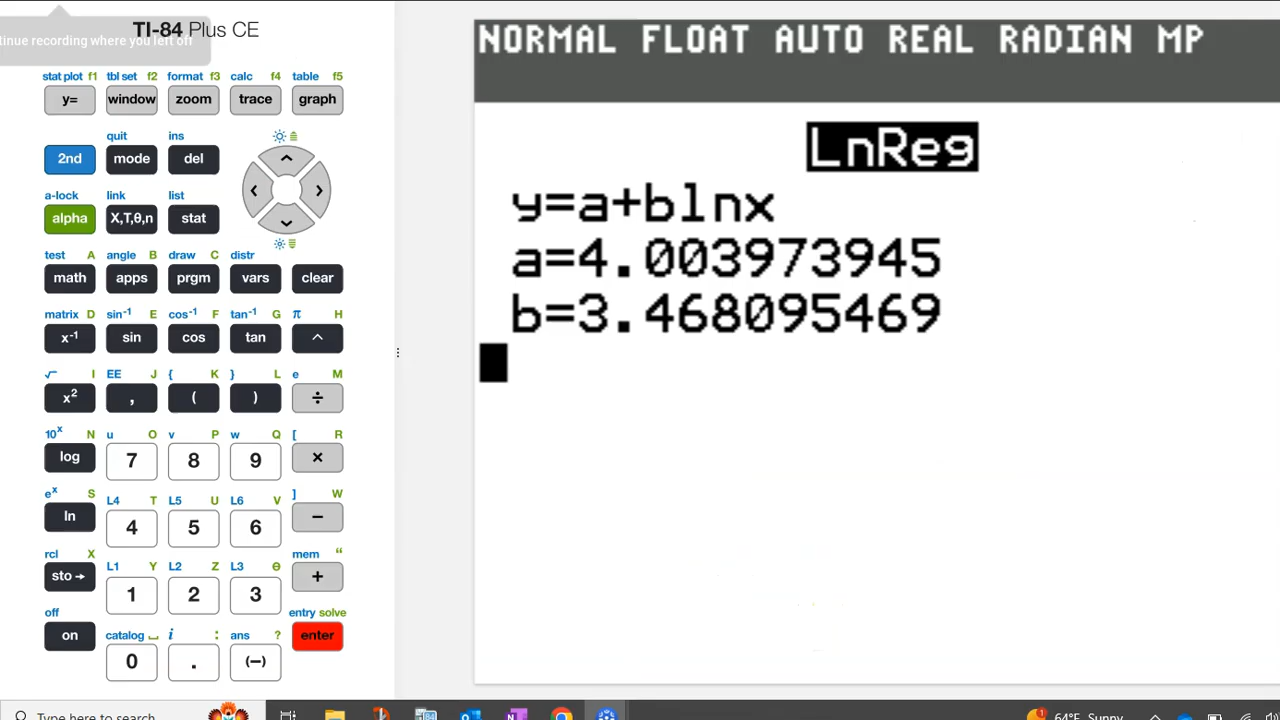 TI-84 Plus CE
tinue recording where you left off
NORMAL FLOAT AUTO REAL RADIAN MP
LnReg
y=a+blnx
a=4.003973945
b=3.468095469
stat plot f1 tbl set f2 format f3 calc f4 table f5
y= window zoom trace graph
quit ins
2nd mode del
a-lock link list
alpha X,T,θ,n stat
test A angle B draw C distr
math apps prgm vars clear
matrix D sin⁻¹ E cos⁻¹ F tan⁻¹ G π H
x⁻¹ sin cos tan ^
√ I EE J { K } L e M
x² , ( ) ÷
10ˣ N u O v P w Q [ R
log 7 8 9 ×
eˣ S L4 T L5 U L6 V ] W
ln 4 5 6 −
rcl X L1 Y L2 Z L3 θ mem “
sto→ 1 2 3 +
off catalog ⎵ i : ans ? entry solve
on 0 . (−) enter
Type here to search
84
1
64°F Sunny